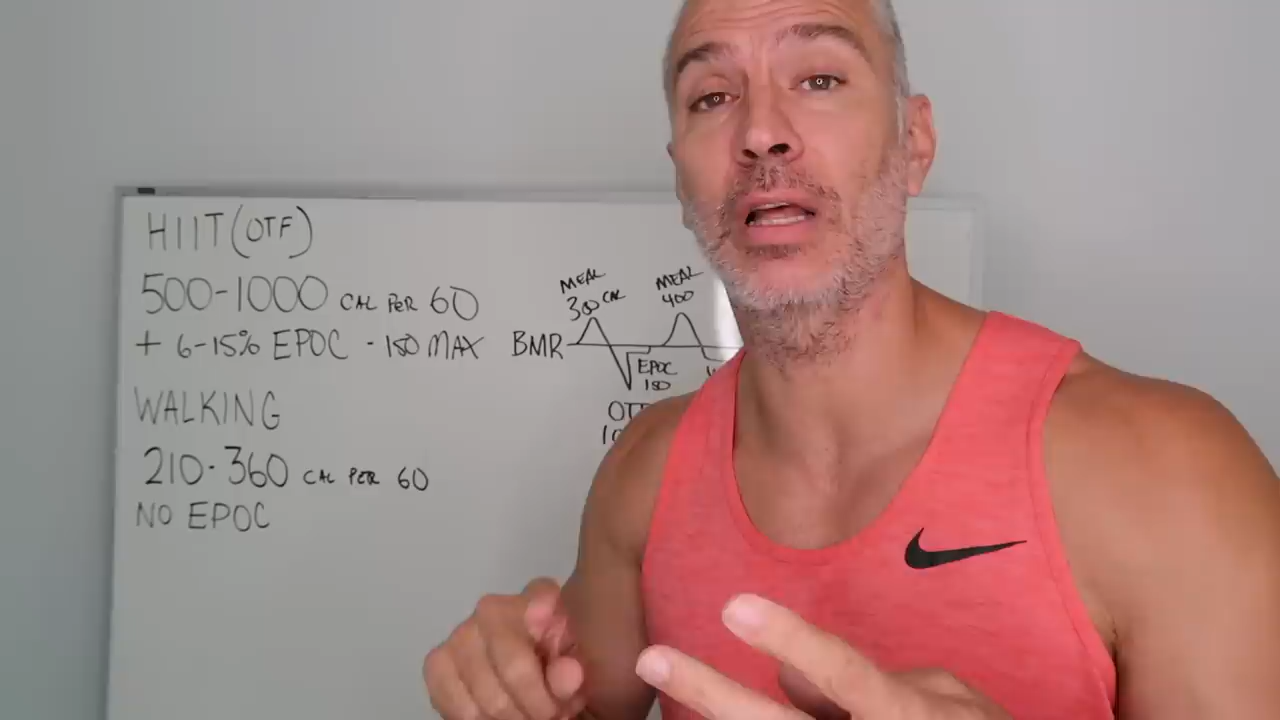 HIIT (OTF)
500-1000 CAL PER 60
+ 6-15% EPOC - 150 MAX
WALKING
210-360 CAL PER 60
NO EPOC
MEAL
300 CAL
MEAL
400
BMR
EPOC
150